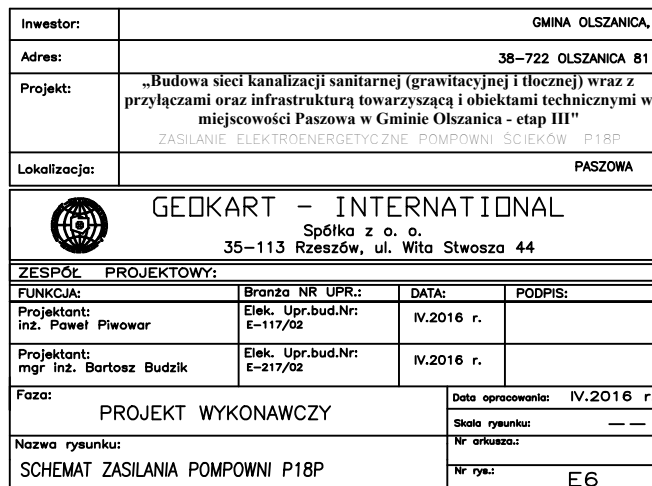 Inwestor: GMINA OLSZANICA,
Adres: 38-722 OLSZANICA 81
Projekt: „Budowa sieci kanalizacji sanitarnej (grawitacyjnej i tłocznej) wraz z
przyłączami oraz infrastrukturą towarzyszącą i obiektami technicznymi w
miejscowości Paszowa w Gminie Olszanica - etap III"
ZASILANIE ELEKTROENERGETYCZNE POMPOWNI ŚCIEKÓW P18P
Lokalizacja: PASZOWA
GEOKART - INTERNATIONAL
Spółka z o. o.
35-113 Rzeszów, ul. Wita Stwosza 44
ZESPÓŁ PROJEKTOWY:
FUNKCJA: Branża NR UPR.: DATA: PODPIS:
Projektant: Elek. Upr.bud.Nr:
inż. Paweł Piwowar E-117/02 IV.2016 r.
Projektant: Elek. Upr.bud.Nr:
mgr inż. Bartosz Budzik E-217/02 IV.2016 r.
Faza: Data opracowania: IV.2016 r
PROJEKT WYKONAWCZY
Skala rysunku: — —
Nazwa rysunku: Nr arkusza.:
SCHEMAT ZASILANIA POMPOWNI P18P
Nr rys.: E6